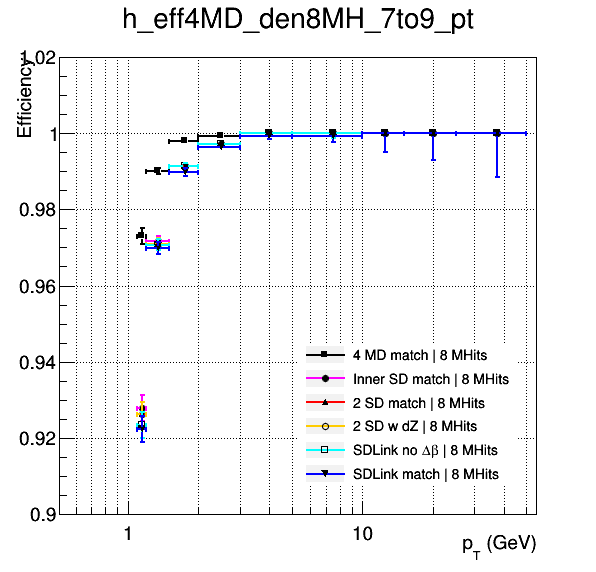 h_eff4MD_den8MH_7to9_pt
Efficiency
1.02
1
0.98
0.96
0.94
0.92
0.9
4 MD match | 8 MHits
Inner SD match | 8 MHits
2 SD match | 8 MHits
2 SD w dZ | 8 MHits
SDLink no Δβ | 8 MHits
SDLink match | 8 MHits
1
10
p_T (GeV)